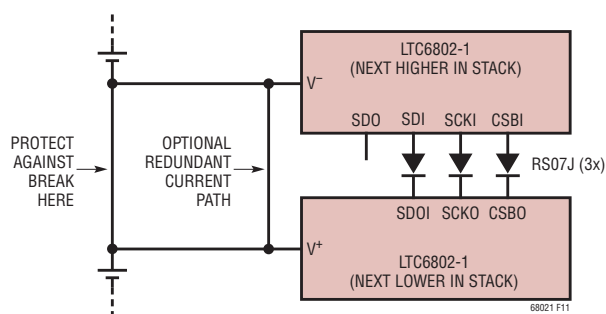 LTC6802-1
(NEXT HIGHER IN STACK)
V−
SDO SDI SCKI CSBI
PROTECT
AGAINST
BREAK
HERE
OPTIONAL
REDUNDANT
CURRENT
PATH
RS07J (3x)
SDOI SCKO CSBO
V+
LTC6802-1
(NEXT LOWER IN STACK)
68021 F11